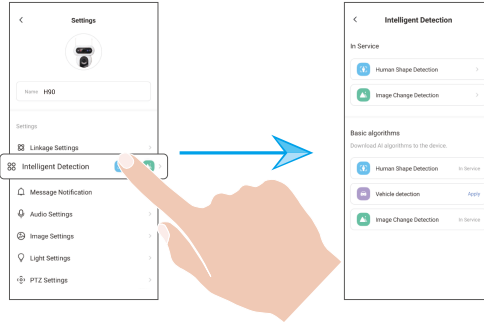 Settings
Name H90
Settings
Linkage Settings
Intelligent Detection
Message Notification
Audio Settings
Image Settings
Light Settings
PTZ Settings
Intelligent Detection
In Service
Human Shape Detection
Image Change Detection
Basic algorithms
Download AI algorithms to the device.
Human Shape Detection In Service
Vehicle detection Apply
Image Change Detection In Service